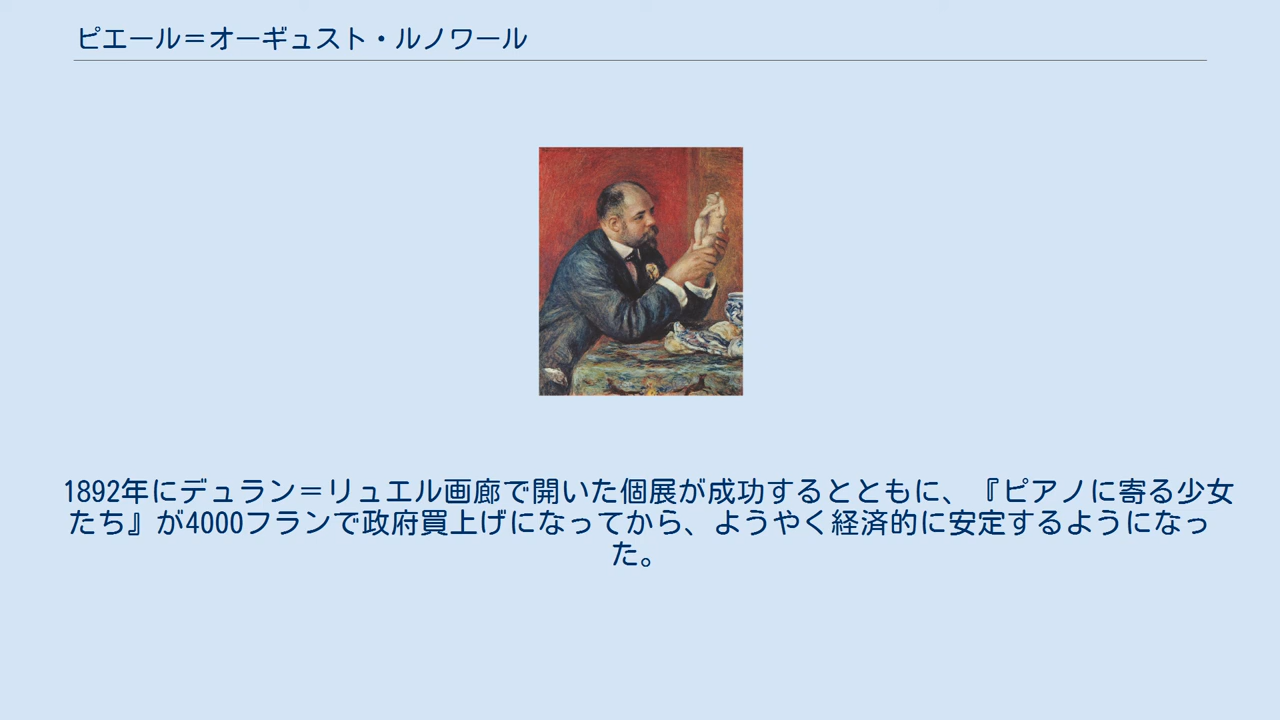 ピエール＝オーギュスト・ルノワール
1892年にデュラン＝リュエル画廊で開いた個展が成功するとともに、『ピアノに寄る少女
たち』が4000フランで政府買上げになってから、ようやく経済的に安定するようになっ
た。